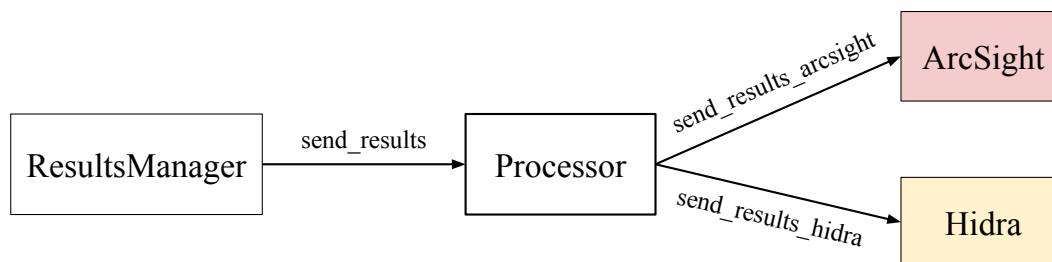 ResultsManager
send_results
Processor
send_results_arcsight
ArcSight
send_results_hidra
Hidra